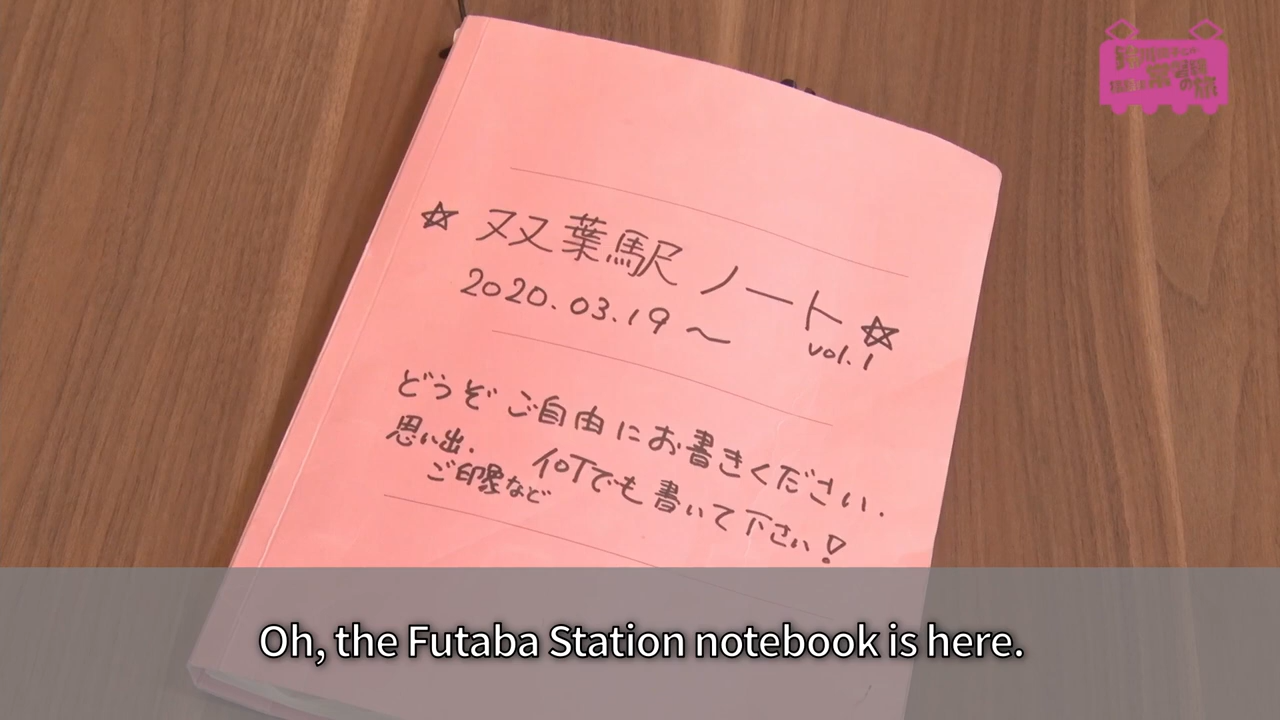 ☆ 双葉駅 ノート ☆
2020.03.19 〜
vol.1
どうぞ ご自由にお書きください.
思い出.
ご印象など
何でも書いて下さい!
Oh, the Futaba Station notebook is here.